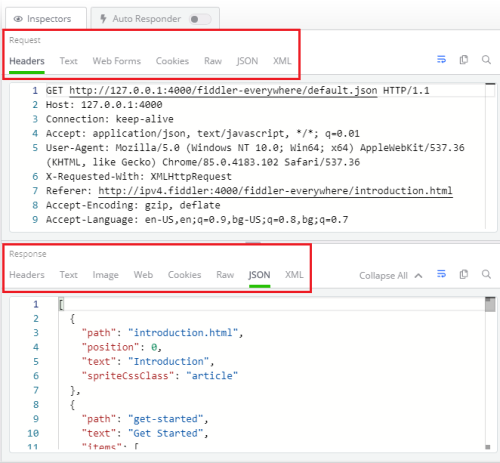 Inspectors Auto Responder
Request
Headers Text Web Forms Cookies Raw JSON XML
1 GET http://127.0.0.1:4000/fiddler-everywhere/default.json HTTP/1.1
2 Host: 127.0.0.1:4000
3 Connection: keep-alive
4 Accept: application/json, text/javascript, */*; q=0.01
5 User-Agent: Mozilla/5.0 (Windows NT 10.0; Win64; x64) AppleWebKit/537.36
(KHTML, like Gecko) Chrome/85.0.4183.102 Safari/537.36
6 X-Requested-With: XMLHttpRequest
7 Referer: http://ipv4.fiddler:4000/fiddler-everywhere/introduction.html
8 Accept-Encoding: gzip, deflate
9 Accept-Language: en-US,en;q=0.9,bg-US;q=0.8,bg;q=0.7
Response
Headers Text Image Web Cookies Raw JSON XML Collapse All
1 [
2 {
3 "path": "introduction.html",
4 "position": 0,
5 "text": "Introduction",
6 "spriteCssClass": "article"
7 },
8 {
9 "path": "get-started",
10 "text": "Get Started",
11 "items": [